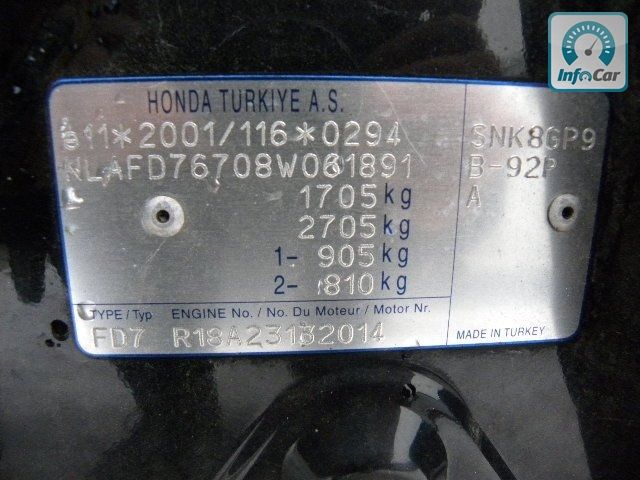 InfoCar
HONDA TURKIYE A.S.
e11*2001/116*0294 SNK8GP9
NLAFD76708W061891 B-92P
1705 kg A
2705 kg
1- 905 kg
2- 810 kg
TYPE / Typ ENGINE No. / No. Du Moteur / Motor Nr.
FD7 R18A23132014 MADE IN TURKEY